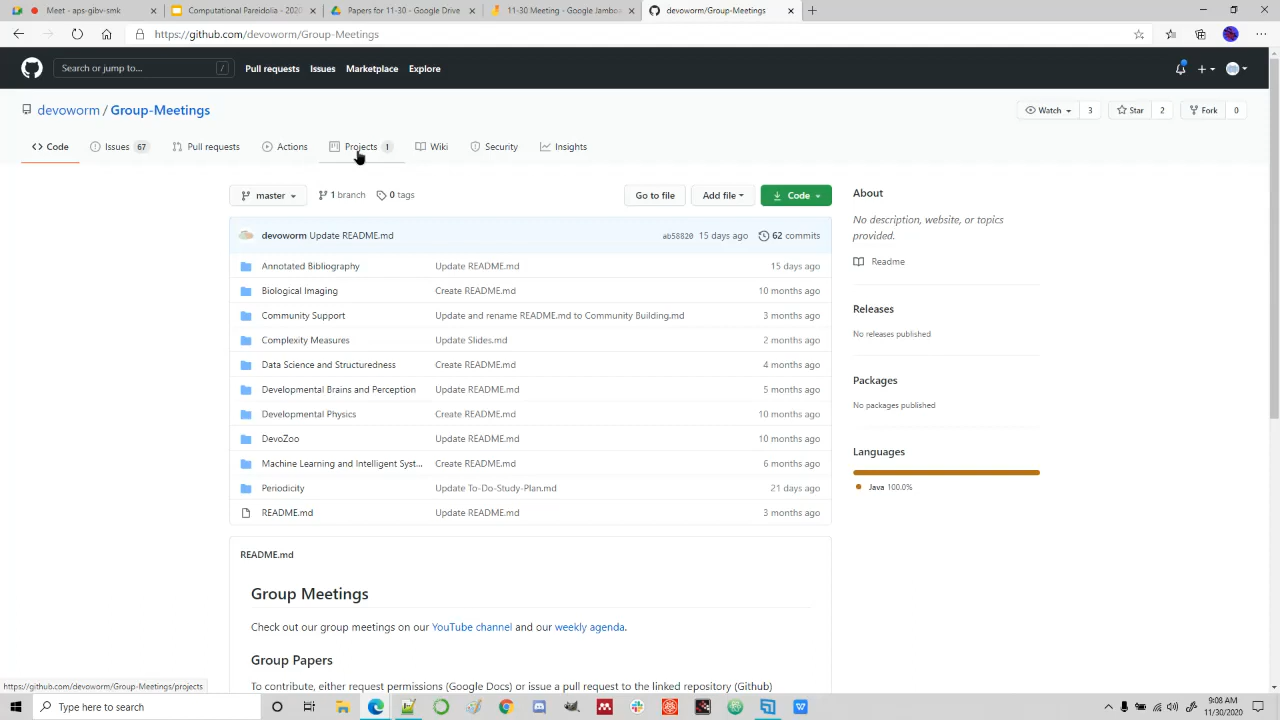 Meet - aps-gibv-smk
Computational Pareidolia - 2020
Papers for 11-30 - Google Drive
11-30 Meeting - Google Jamboa
devoworm/Group-Meetings
https://github.com/devoworm/Group-Meetings
Search or jump to... /
Pull requests
Issues
Marketplace
Explore
devoworm / Group-Meetings
Watch 3
Star 2
Fork 0
Code
Issues 67
Pull requests
Actions
Projects 1
Wiki
Security
Insights
master
1 branch
0 tags
Go to file
Add file
Code
devoworm Update README.md ab58820 15 days ago 62 commits
Annotated Bibliography Update README.md 15 days ago
Biological Imaging Create README.md 10 months ago
Community Support Update and rename README.md to Community Building.md 3 months ago
Complexity Measures Update Slides.md 2 months ago
Data Science and Structuredness Create README.md 4 months ago
Developmental Brains and Perception Update README.md 5 months ago
Developmental Physics Create README.md 10 months ago
DevoZoo Update README.md 10 months ago
Machine Learning and Intelligent Syst... Create README.md 6 months ago
Periodicity Update To-Do-Study-Plan.md 21 days ago
README.md Update README.md 3 months ago
README.md
Group Meetings
Check out our group meetings on our YouTube channel and our weekly agenda.
Group Papers
To contribute, either request permissions (Google Docs) or issue a pull request to the linked repository (Github)
About
No description, website, or topics
provided.
Readme
Releases
No releases published
Packages
No packages published
Languages
Java 100.0%
https://github.com/devoworm/Group-Meetings/projects
Type here to search
9:08 AM
11/30/2020